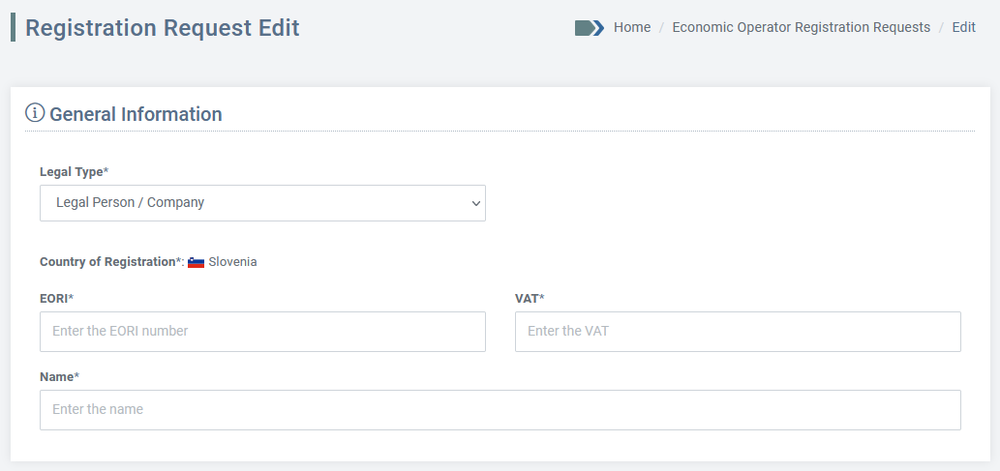 Registration Request Edit
Home / Economic Operator Registration Requests / Edit
General Information
Legal Type*
Legal Person / Company
Country of Registration*: Slovenia
EORI* VAT*
Enter the EORI number Enter the VAT
Name*
Enter the name